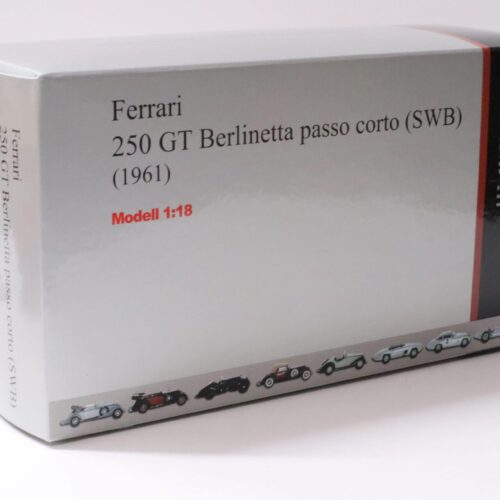 Ferrari
250 GT Berlinetta passo corto (SWB)
(1961)
Modell 1:18
Ferrari
250 GT Berlinetta passo corto (SWB)